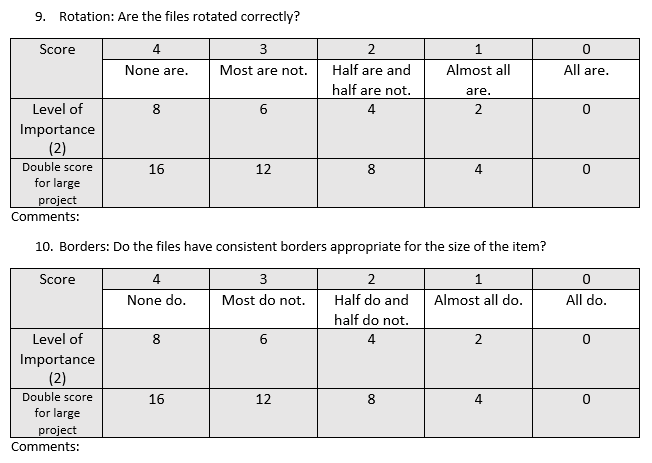 9. Rotation: Are the files rotated correctly?
Score 4 3 2 1 0
None are. Most are not. Half are and half are not. Almost all are. All are.
Level of Importance (2) 8 6 4 2 0
Double score for large project 16 12 8 4 0
Comments:
10. Borders: Do the files have consistent borders appropriate for the size of the item?
Score 4 3 2 1 0
None do. Most do not. Half do and half do not. Almost all do. All do.
Level of Importance (2) 8 6 4 2 0
Double score for large project 16 12 8 4 0
Comments: